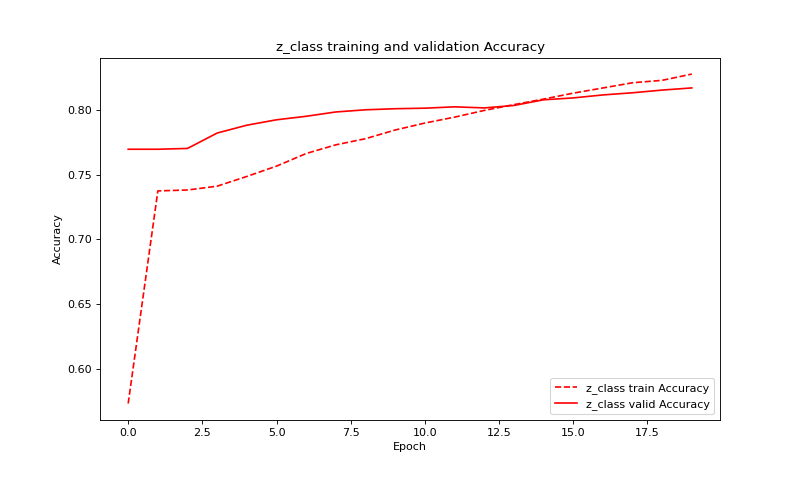 z_class training and validation Accuracy
0.80
0.75
0.70
0.65
0.60
Accuracy
z_class train Accuracy
z_class valid Accuracy
0.0 2.5 5.0 7.5 10.0 12.5 15.0 17.5
Epoch